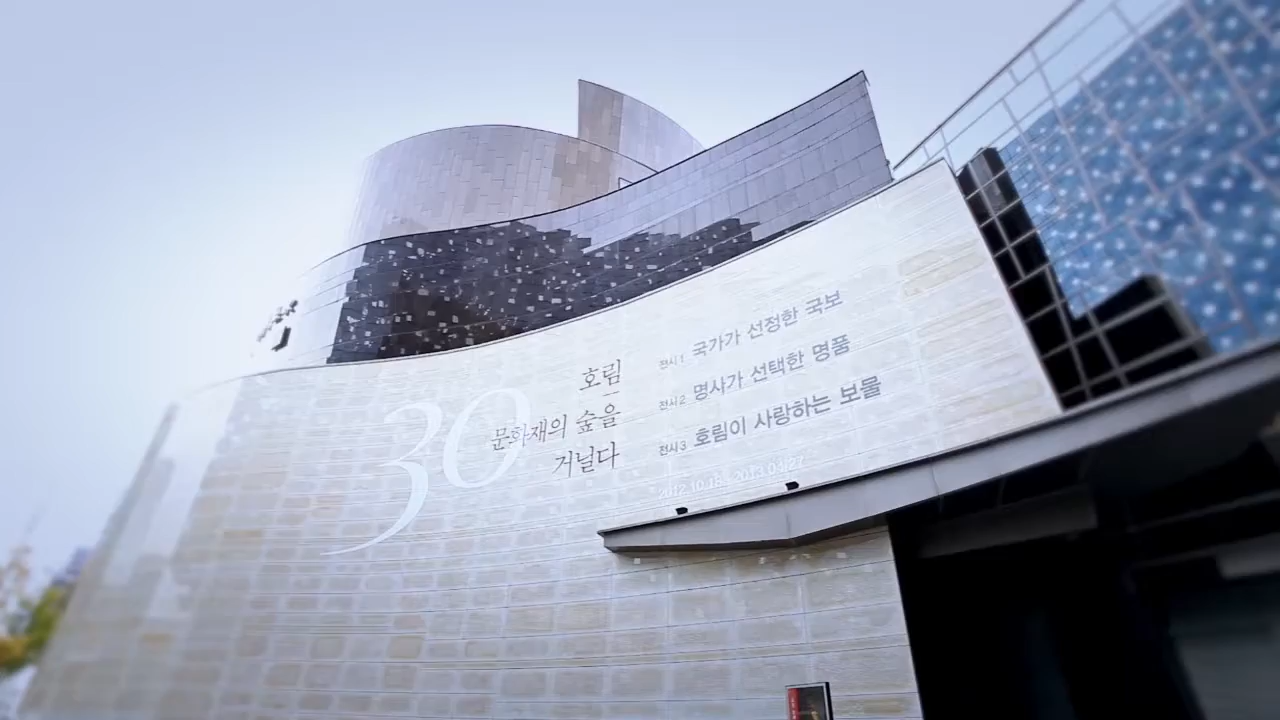 30
호림
문화재의 숲을
거닐다
전시1 국가가 선정한 국보
전시2 명사가 선택한 명품
전시3 호림이 사랑하는 보물
2012.10.18 2013.04.27